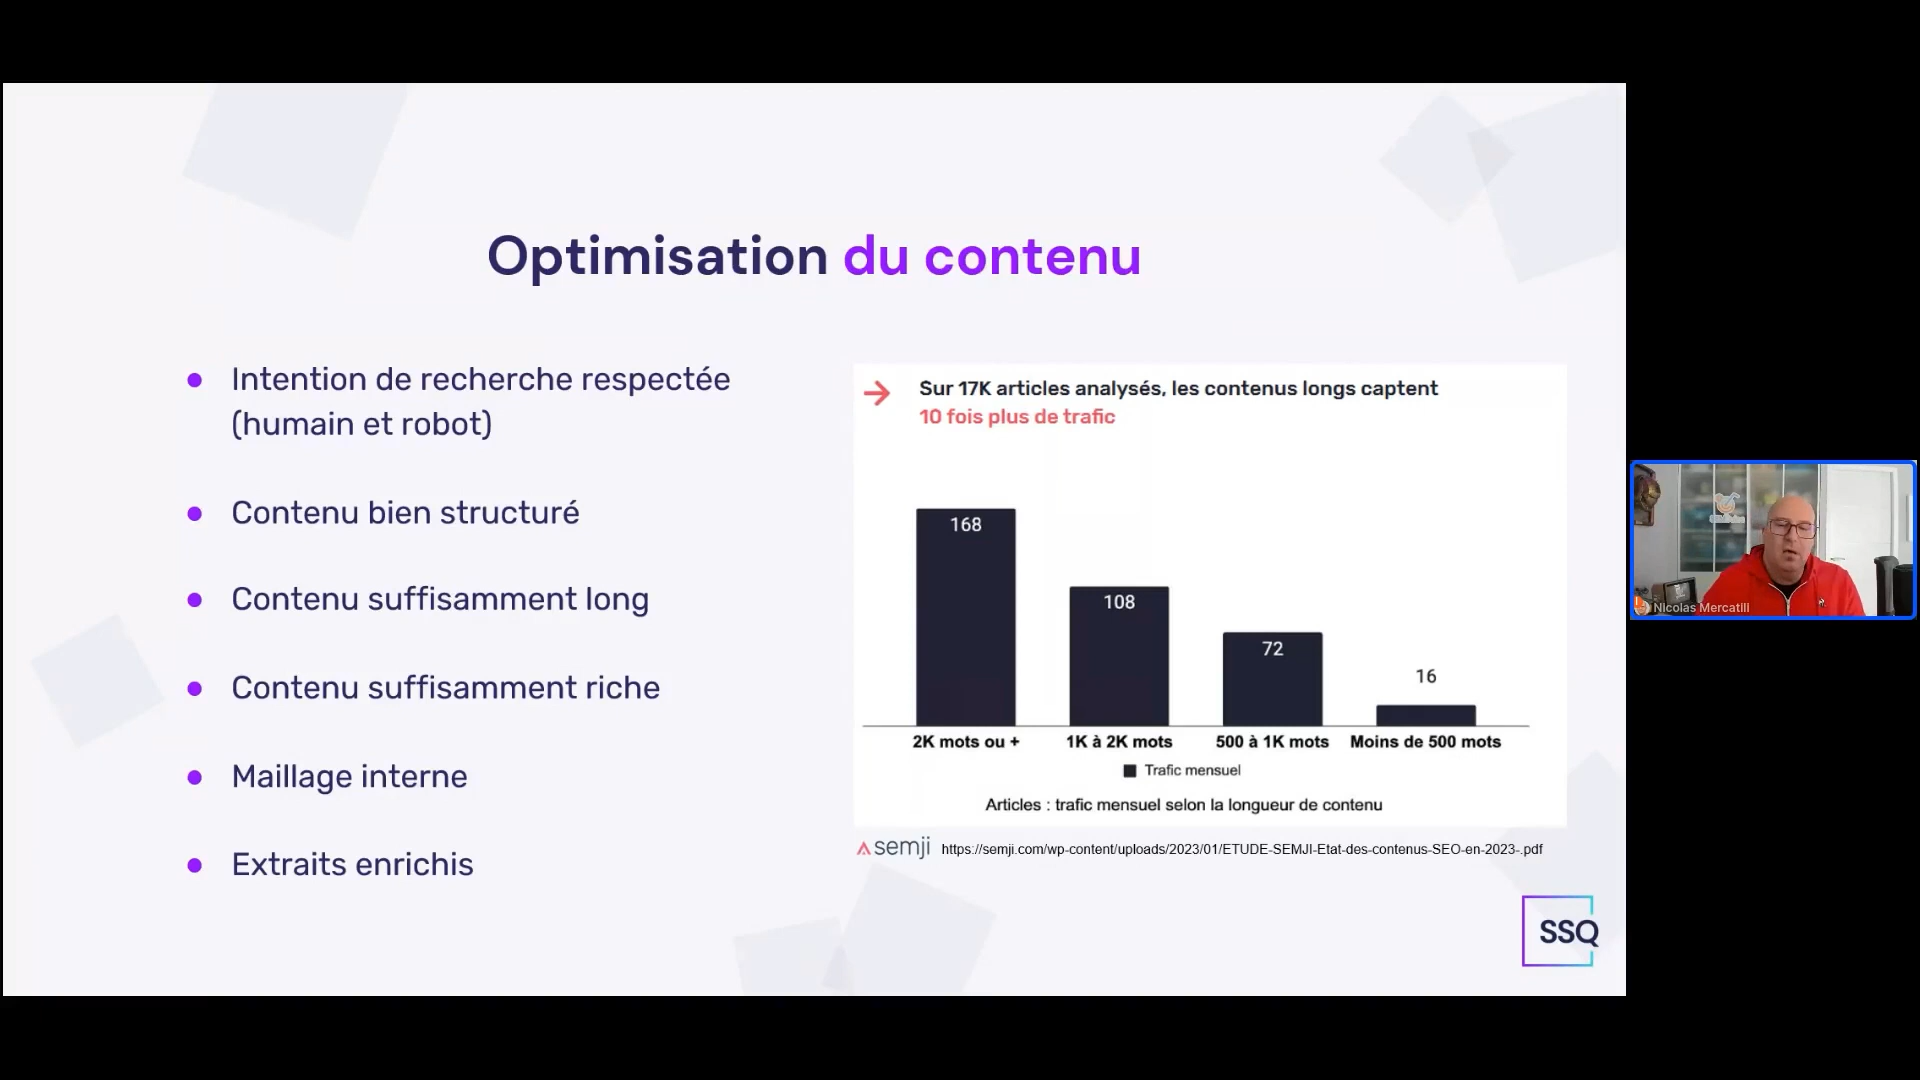 Optimisation du contenu
Intention de recherche respectée
(humain et robot)
Contenu bien structuré
Contenu suffisamment long
Contenu suffisamment riche
Maillage interne
Extraits enrichis
Sur 17K articles analysés, les contenus longs captent
10 fois plus de trafic
168
108
72
16
2K mots ou +
1K à 2K mots
500 à 1K mots
Moins de 500 mots
Trafic mensuel
Articles : trafic mensuel selon la longueur de contenu
semji https://semji.com/wp-content/uploads/2023/01/ETUDE-SEMJI-Etat-des-contenus-SEO-en-2023-.pdf
SSQ
Nicolas Mercatili